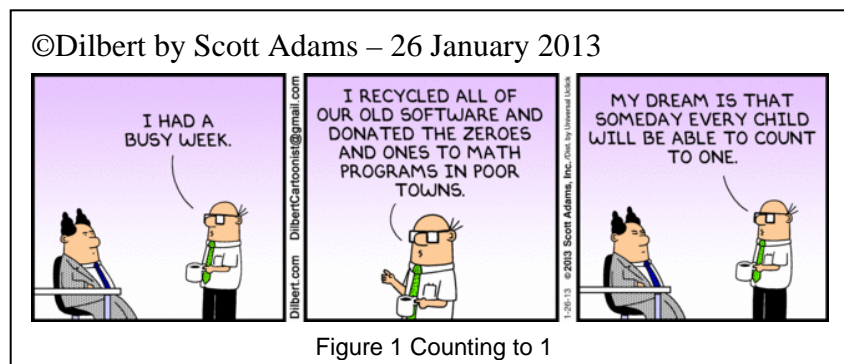 ©Dilbert by Scott Adams – 26 January 2013
I HAD A
BUSY WEEK.
Dilbert.com DilbertCartoonist@gmail.com
I RECYCLED ALL OF
OUR OLD SOFTWARE AND
DONATED THE ZEROES
AND ONES TO MATH
PROGRAMS IN POOR
TOWNS.
1-26-13 ©2013 Scott Adams, Inc./Dist. by Universal Uclick
MY DREAM IS THAT
SOMEDAY EVERY CHILD
WILL BE ABLE TO COUNT
TO ONE.
Figure 1 Counting to 1